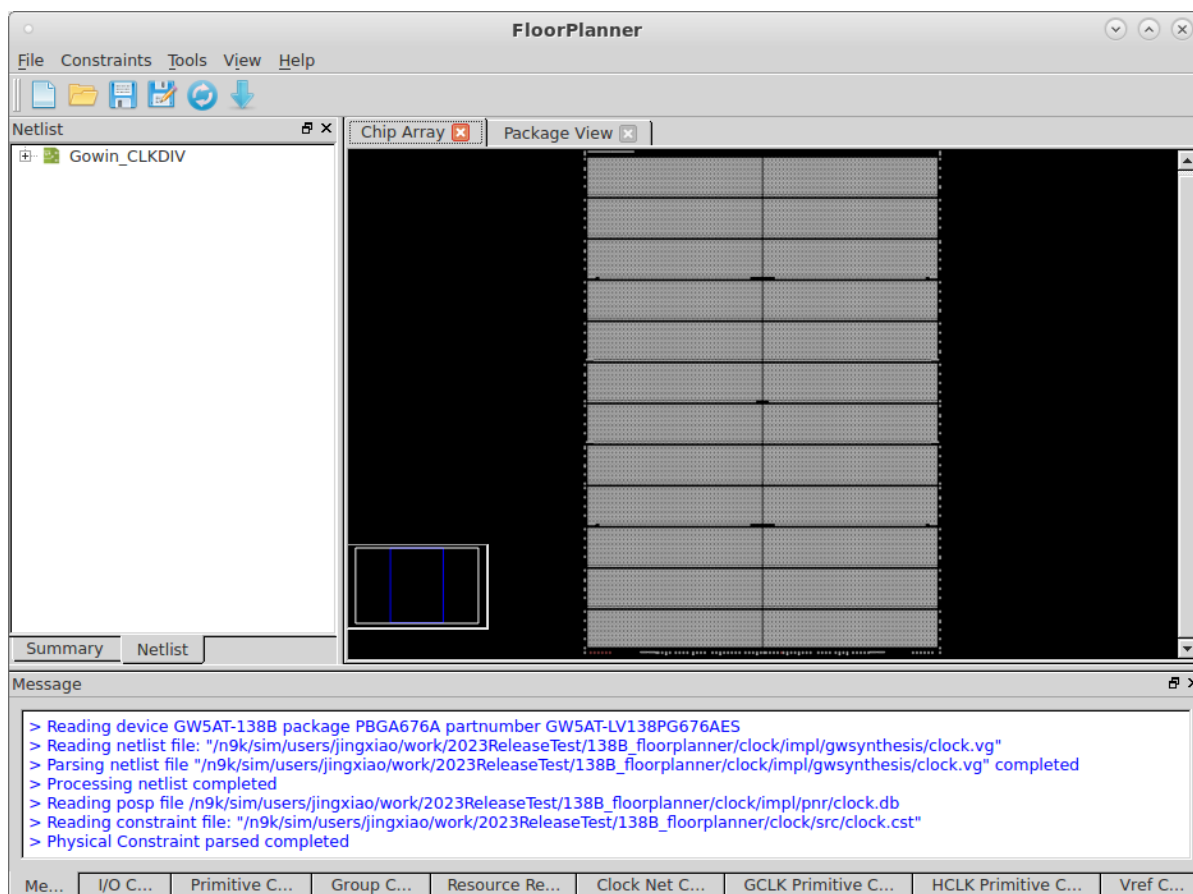 FloorPlanner
File Constraints Tools View Help
Netlist
Chip Array Package View
Gowin_CLKDIV
Summary Netlist
Message
> Reading device GW5AT-138B package PBGA676A partnumber GW5AT-LV138PG676AES
> Reading netlist file: "/n9k/sim/users/jingxiao/work/2023ReleaseTest/138B_floorplanner/clock/impl/gwsynthesis/clock.vg"
> Parsing netlist file "/n9k/sim/users/jingxiao/work/2023ReleaseTest/138B_floorplanner/clock/impl/gwsynthesis/clock.vg" completed
> Processing netlist completed
> Reading posp file /n9k/sim/users/jingxiao/work/2023ReleaseTest/138B_floorplanner/clock/impl/pnr/clock.db
> Reading constraint file: "/n9k/sim/users/jingxiao/work/2023ReleaseTest/138B_floorplanner/clock/src/clock.cst"
> Physical Constraint parsed completed
Me... I/O C... Primitive C... Group C... Resource Re... Clock Net C... GCLK Primitive C... HCLK Primitive C... Vref C...